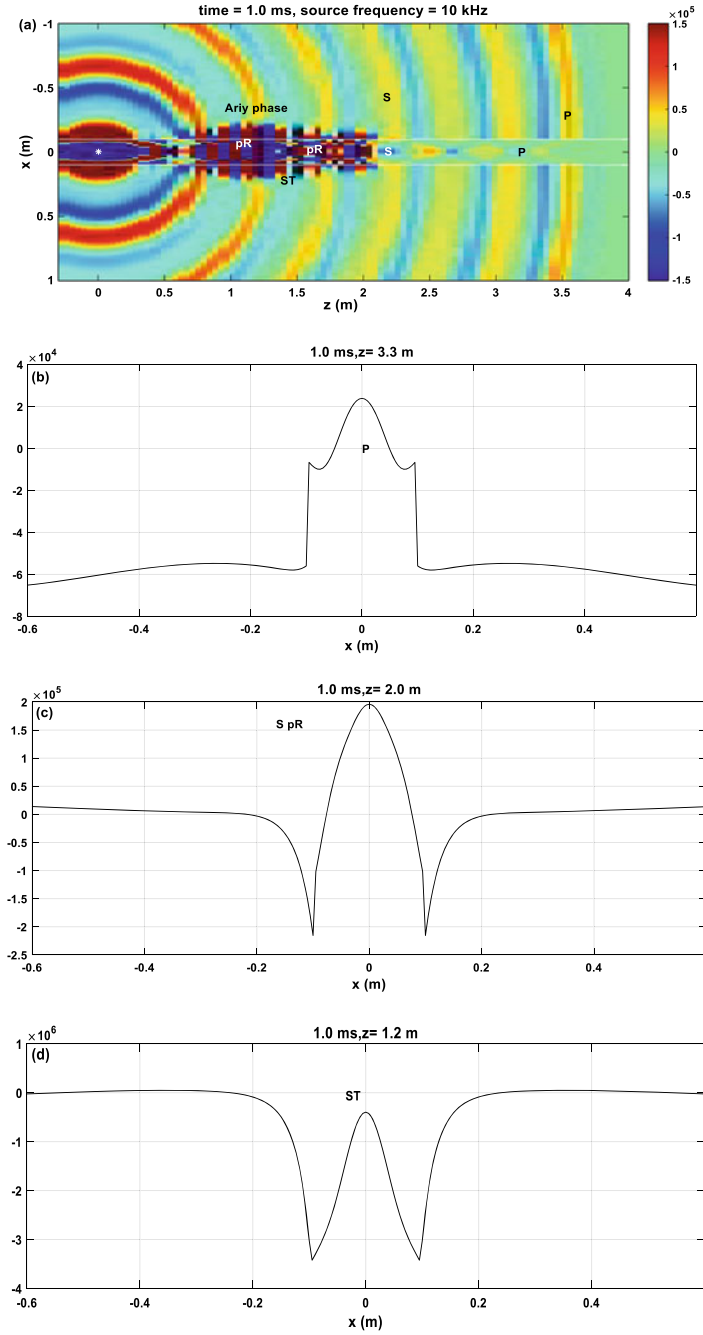 time = 1.0 ms, source frequency = 10 kHz
(a)
×10^5
-1
-0.5
0
0.5
1
x (m)
Ariy phase
S
P
pR
pR
S
P
ST
0 0.5 1 1.5 2 2.5 3 3.5 4
z (m)
1.5
1
0.5
0
-0.5
-1
-1.5
1.0 ms,z= 3.3 m
×10^4
(b)
4
2
0
-2
-4
-6
-8
P
-0.6 -0.4 -0.2 0 0.2 0.4
x (m)
1.0 ms,z= 2.0 m
×10^5
(c)
2
1.5
1
0.5
0
-0.5
-1
-1.5
-2
-2.5
S pR
-0.6 -0.4 -0.2 0 0.2 0.4
x (m)
1.0 ms,z= 1.2 m
×10^6
(d)
1
0
-1
-2
-3
-4
ST
-0.6 -0.4 -0.2 0 0.2 0.4
x (m)